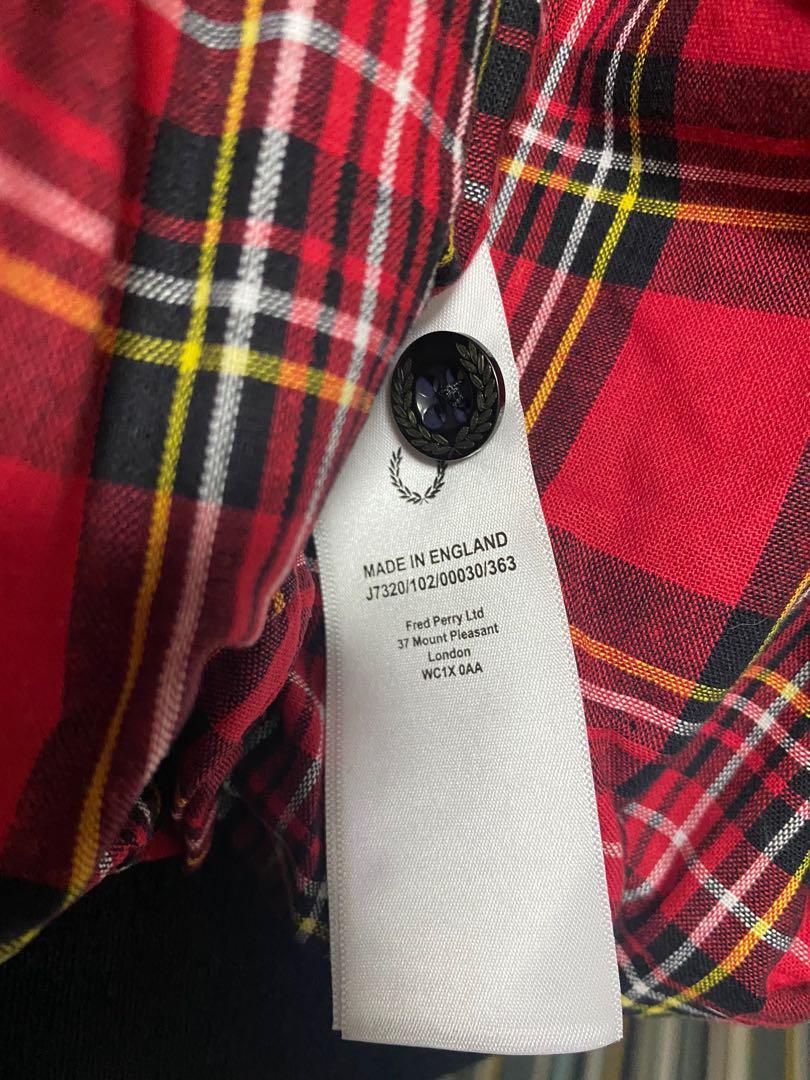 MADE IN ENGLAND
J7320/102/00030/363
Fred Perry Ltd
37 Mount Pleasant
London
WC1X 0AA